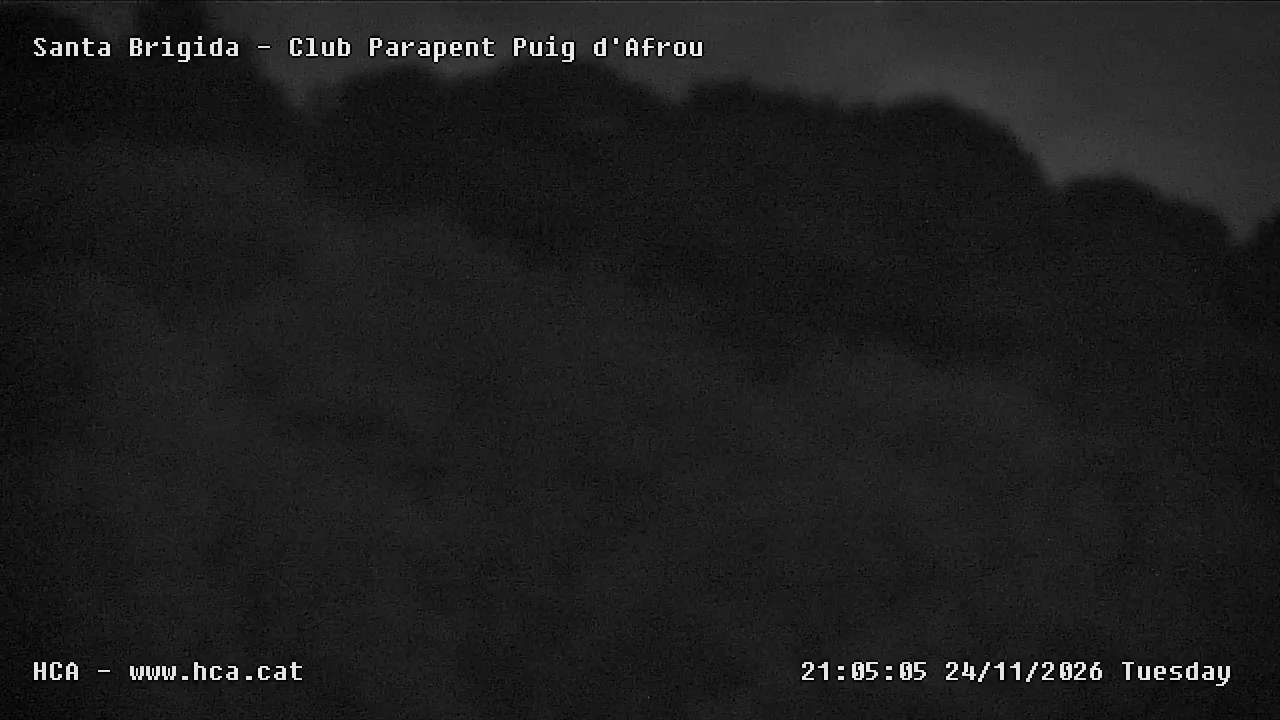 Santa Brigida - Club Parapent Puig d'Afrou
HCA - www.hca.cat
21:05:05 24/11/2026 Tuesday